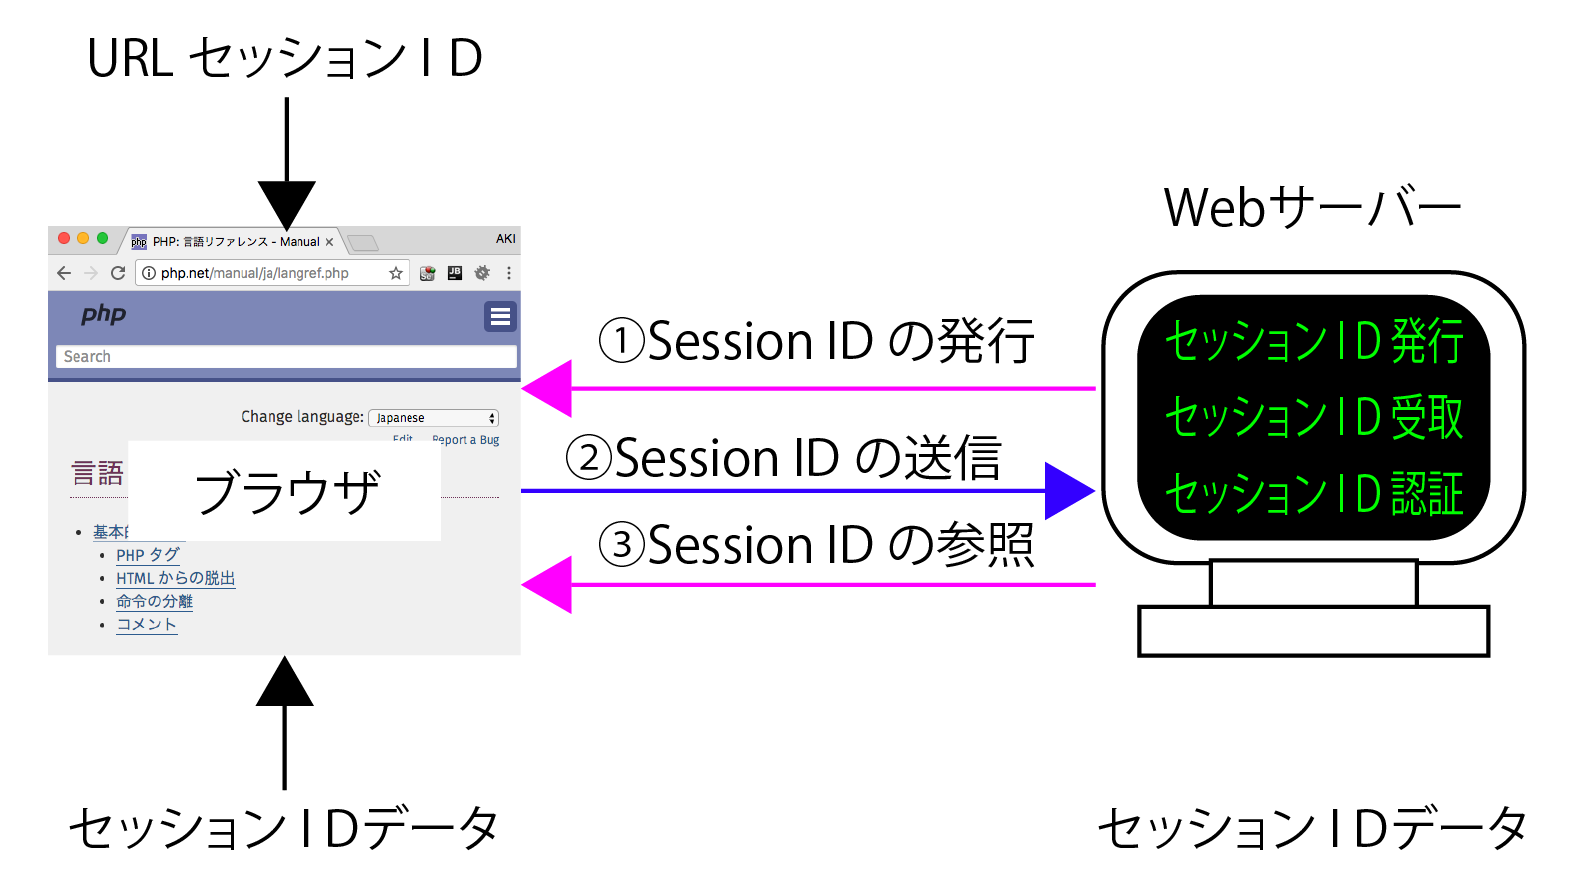 URL セッションＩＤ
PHP: 言語リファレンス - Manual ×
AKI
php.net/manual/ja/langref.php
JB
php
Search
Change language: Japanese
Edit Report a Bug
言語
ブラウザ
基本的
PHP タグ
HTML からの脱出
命令の分離
コメント
セッションＩＤデータ
①Session ID の発行
②Session ID の送信
③Session ID の参照
Webサーバー
セッションＩＤ発行
セッションＩＤ受取
セッションＩＤ認証
セッションＩＤデータ